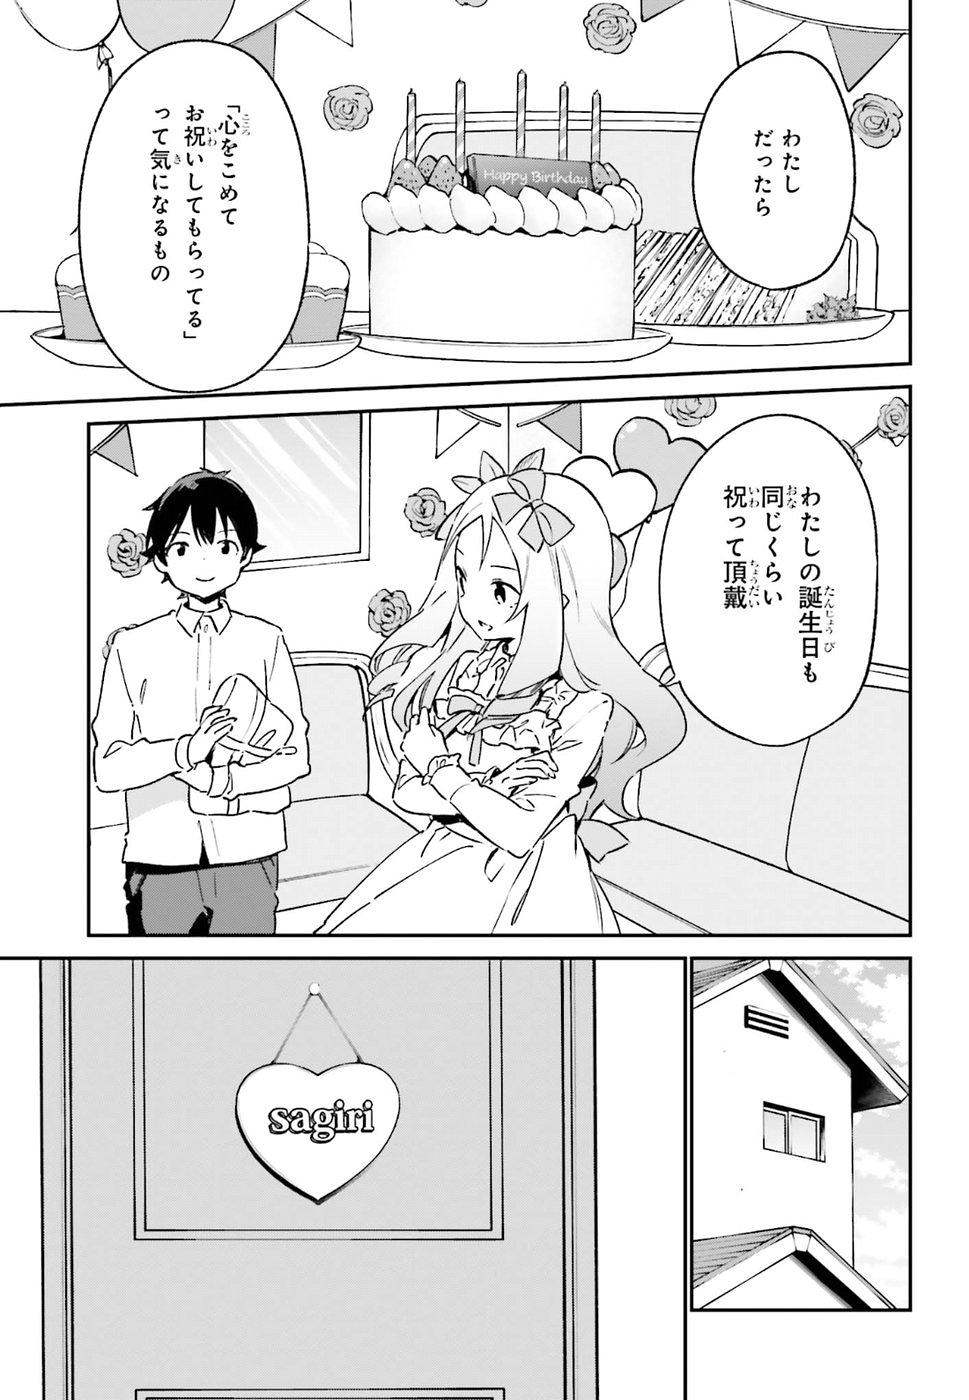 わたし
だったら
「心をこめて
お祝いしてもらってる」
って気になるもの
Happy Birthday
わたしの誕生日も
同じくらい
祝って頂戴
sagiri